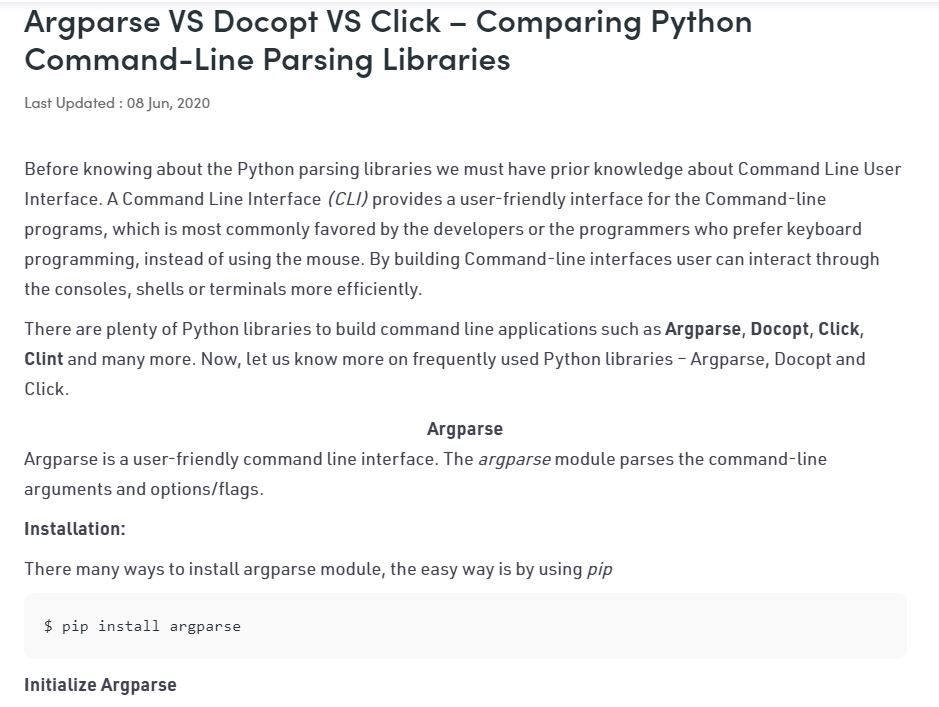 Argparse VS Docopt VS Click – Comparing Python
Command-Line Parsing Libraries
Last Updated : 08 Jun, 2020
Before knowing about the Python parsing libraries we must have prior knowledge about Command Line User
Interface. A Command Line Interface (CLI) provides a user-friendly interface for the Command-line
programs, which is most commonly favored by the developers or the programmers who prefer keyboard
programming, instead of using the mouse. By building Command-line interfaces user can interact through
the consoles, shells or terminals more efficiently.
There are plenty of Python libraries to build command line applications such as Argparse, Docopt, Click,
Clint and many more. Now, let us know more on frequently used Python libraries – Argparse, Docopt and
Click.
Argparse
Argparse is a user-friendly command line interface. The argparse module parses the command-line
arguments and options/flags.
Installation:
There many ways to install argparse module, the easy way is by using pip
$ pip install argparse
Initialize Argparse